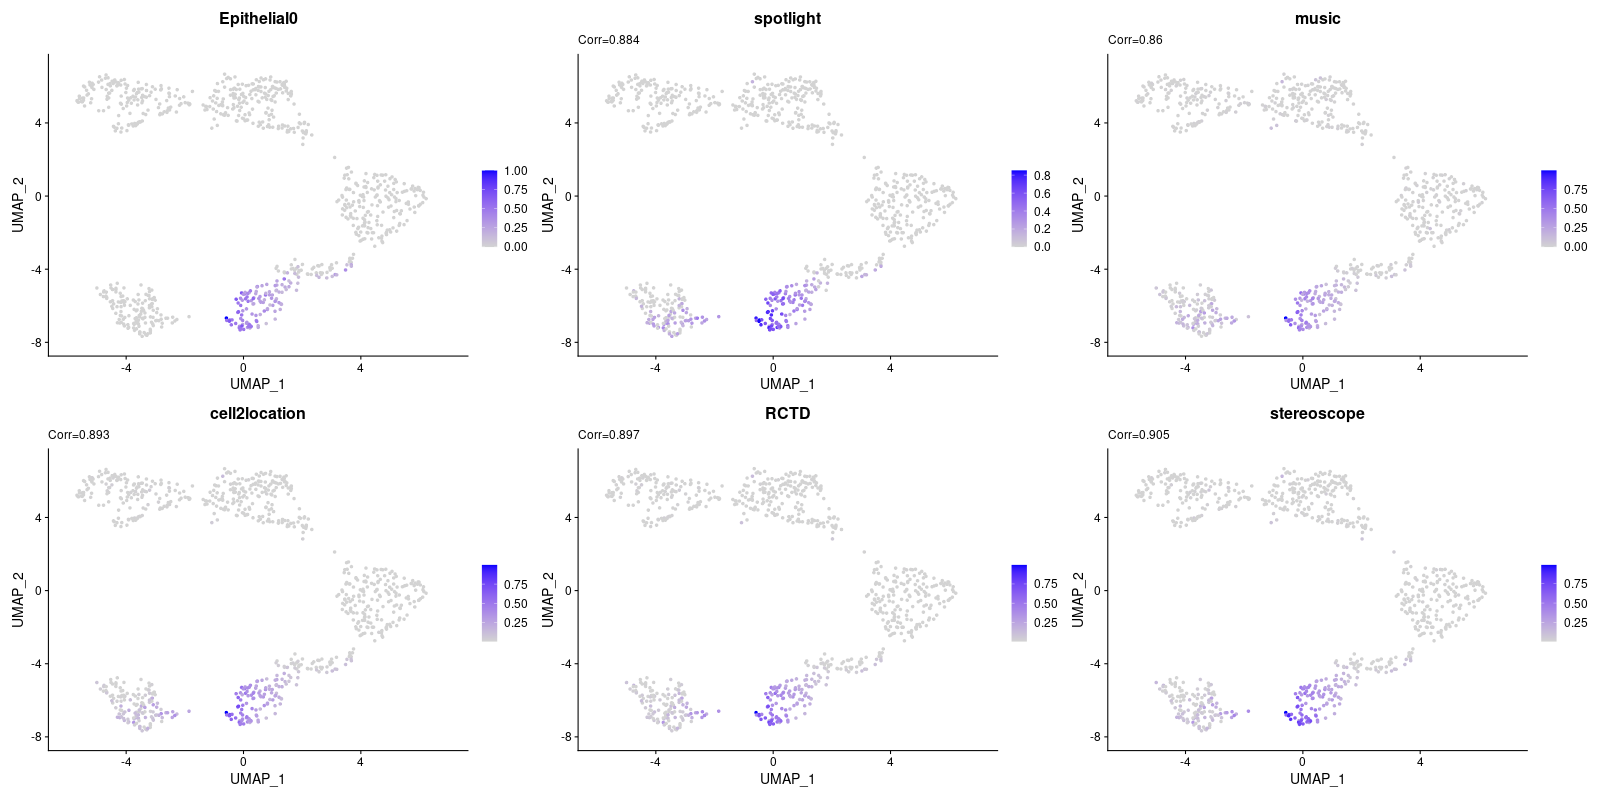 Epithelial0
4
0
-4
-8
-4
0
4
UMAP_1
UMAP_2
1.00
0.75
0.50
0.25
0.00
spotlight
Corr=0.884
4
0
-4
-8
-4
0
4
UMAP_1
UMAP_2
0.8
0.6
0.4
0.2
0.0
music
Corr=0.86
4
0
-4
-8
-4
0
4
UMAP_1
UMAP_2
0.75
0.50
0.25
0.00
cell2location
Corr=0.893
4
0
-4
-8
-4
0
4
UMAP_1
UMAP_2
0.75
0.50
0.25
RCTD
Corr=0.897
4
0
-4
-8
-4
0
4
UMAP_1
UMAP_2
0.75
0.50
0.25
stereoscope
Corr=0.905
4
0
-4
-8
-4
0
4
UMAP_1
UMAP_2
0.75
0.50
0.25